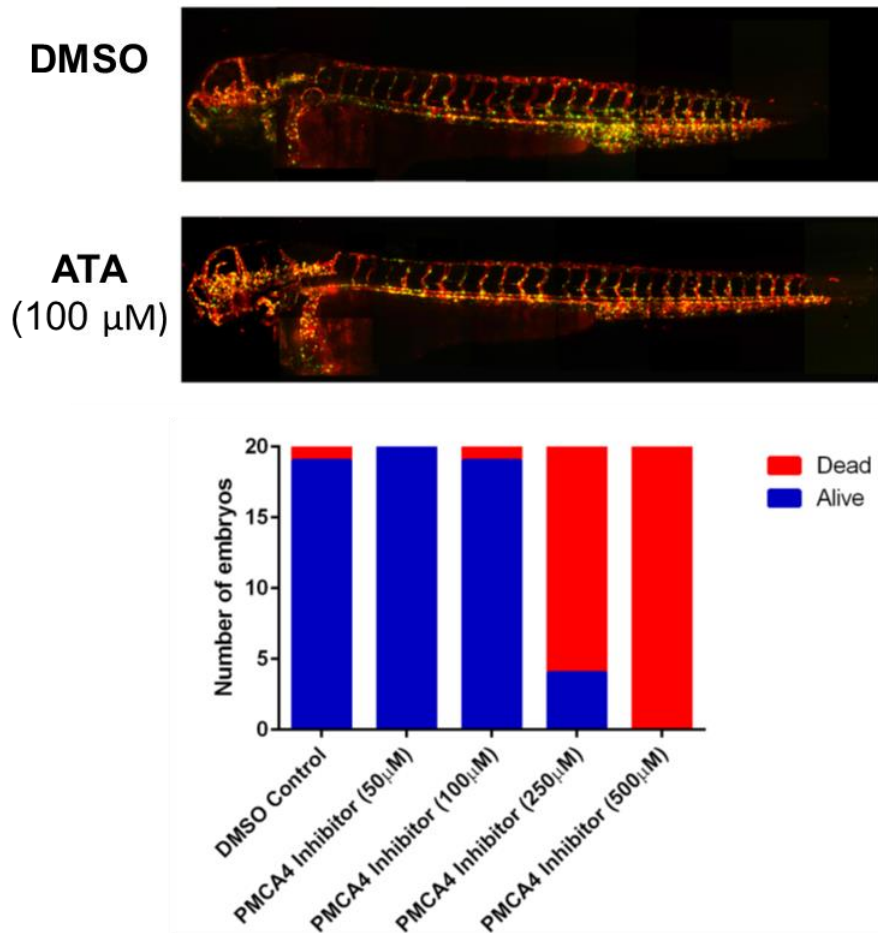 DMSO
ATA
(100 μM)
20
15
10
5
0
Number of embryos
Dead
Alive
DMSO Control
PMCA4 Inhibitor (50μM)
PMCA4 Inhibitor (100μM)
PMCA4 Inhibitor (250μM)
PMCA4 Inhibitor (500μM)